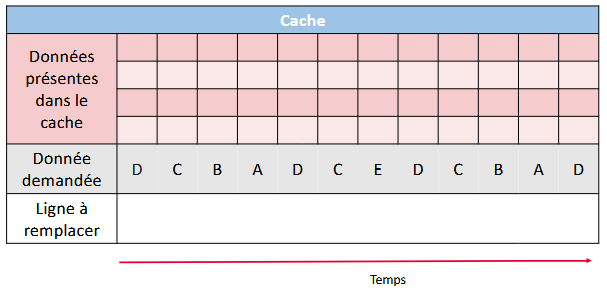 Cache
Données
présentes
dans le
cache
Donnée
demandée
D C B A D C E D C B A D
Ligne à
remplacer
Temps